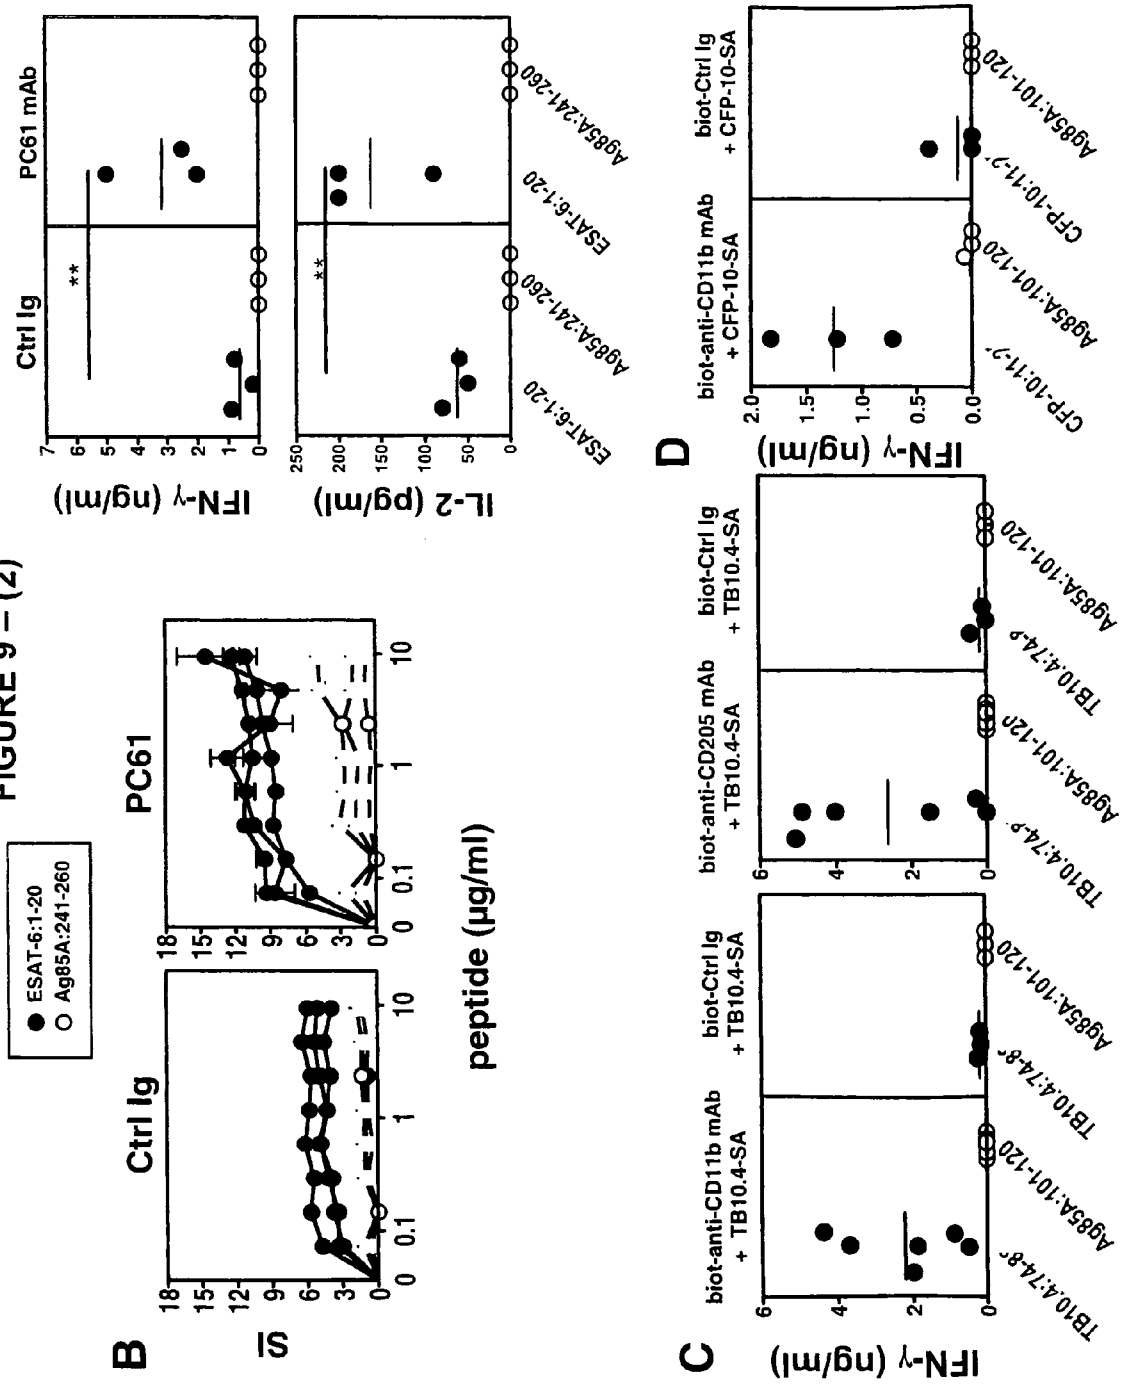 FIGURE 9 – (2)
● ESAT-6:1-20
○ Ag85A:241-260
B
Ctrl Ig
PC61
SI
18
15
12
9
6
3
0
0 0.1 1 10
18
15
12
9
6
3
0
0 0.1 1 10
peptide (µg/ml)
Ctrl Ig
PC61 mAb
IFN-γ (ng/ml)
7
6
5
4
3
2
1
0
**
IL-2 (pg/ml)
250
200
150
100
50
0
**
ESAT-6:1-20
Ag85A:241-260
ESAT-6:1-20
Ag85A:241-260
C
biot-anti-CD11b mAb
+ TB10.4-SA
biot-Ctrl Ig
+ TB10.4-SA
IFN-γ (ng/ml)
6
4
2
0
TB10.4:74-8
Ag85A:101-120
TB10.4:74-8
Ag85A:101-120
biot-anti-CD205 mAb
+ TB10.4-SA
biot-Ctrl Ig
+ TB10.4-SA
6
4
2
0
TB10.4:74-
Ag85A:101-120
TB10.4:74-
Ag85A:101-120
D
biot-anti-CD11b mAb
+ CFP-10-SA
biot-Ctrl Ig
+ CFP-10-SA
IFN-γ (ng/ml)
2.0
1.5
1.0
0.5
0.0
CFP-10:11-
Ag85A:101-120
CFP-10:11-
Ag85A:101-120